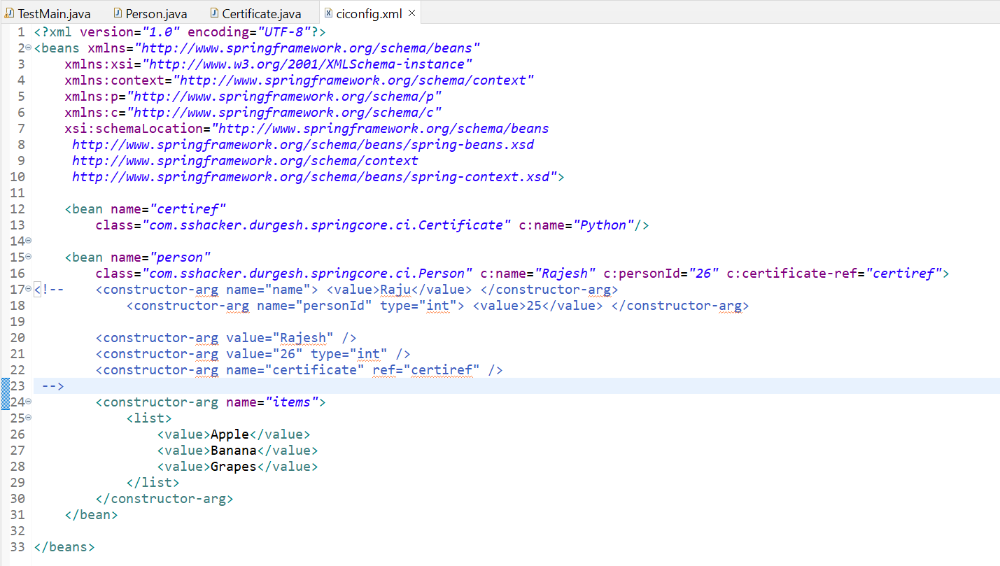 TestMain.java Person.java Certificate.java ciconfig.xml ×
1 <?xml version="1.0" encoding="UTF-8"?>
2 <beans xmlns="http://www.springframework.org/schema/beans"
3 xmlns:xsi="http://www.w3.org/2001/XMLSchema-instance"
4 xmlns:context="http://www.springframework.org/schema/context"
5 xmlns:p="http://www.springframework.org/schema/p"
6 xmlns:c="http://www.springframework.org/schema/c"
7 xsi:schemaLocation="http://www.springframework.org/schema/beans
8 http://www.springframework.org/schema/beans/spring-beans.xsd
9 http://www.springframework.org/schema/context
10 http://www.springframework.org/schema/beans/spring-context.xsd">
11
12 <bean name="certiref"
13 class="com.sshacker.durgesh.springcore.ci.Certificate" c:name="Python"/>
14
15 <bean name="person"
16 class="com.sshacker.durgesh.springcore.ci.Person" c:name="Rajesh" c:personId="26" c:certificate-ref="certiref">
17 <!-- <constructor-arg name="name"> <value>Raju</value> </constructor-arg>
18 <constructor-arg name="personId" type="int"> <value>25</value> </constructor-arg>
19
20 <constructor-arg value="Rajesh" />
21 <constructor-arg value="26" type="int" />
22 <constructor-arg name="certificate" ref="certiref" />
23 -->
24 <constructor-arg name="items">
25 <list>
26 <value>Apple</value>
27 <value>Banana</value>
28 <value>Grapes</value>
29 </list>
30 </constructor-arg>
31 </bean>
32
33 </beans>